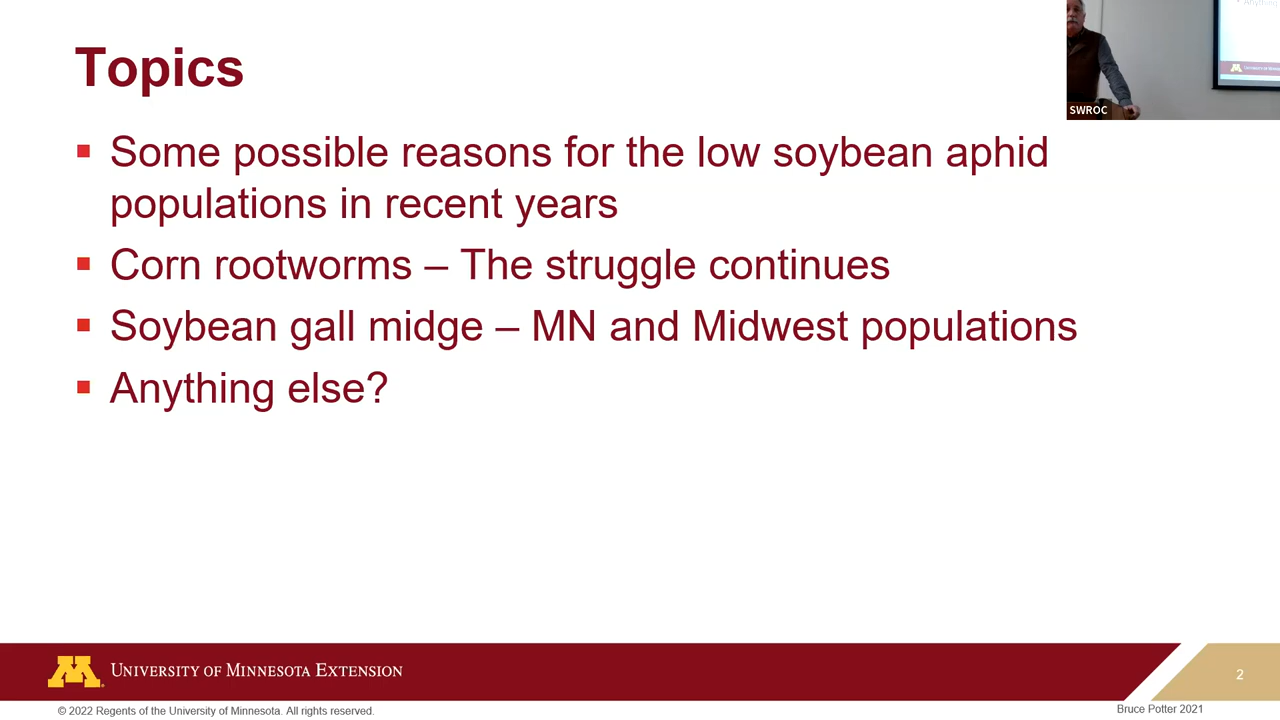 Topics
▪ Some possible reasons for the low soybean aphid
populations in recent years
▪ Corn rootworms – The struggle continues
▪ Soybean gall midge – MN and Midwest populations
▪ Anything else?
SWROC
Anything
UNIVERSITY OF MINNESOTA EXTENSION
2
© 2022 Regents of the University of Minnesota. All rights reserved.
Bruce Potter 2021